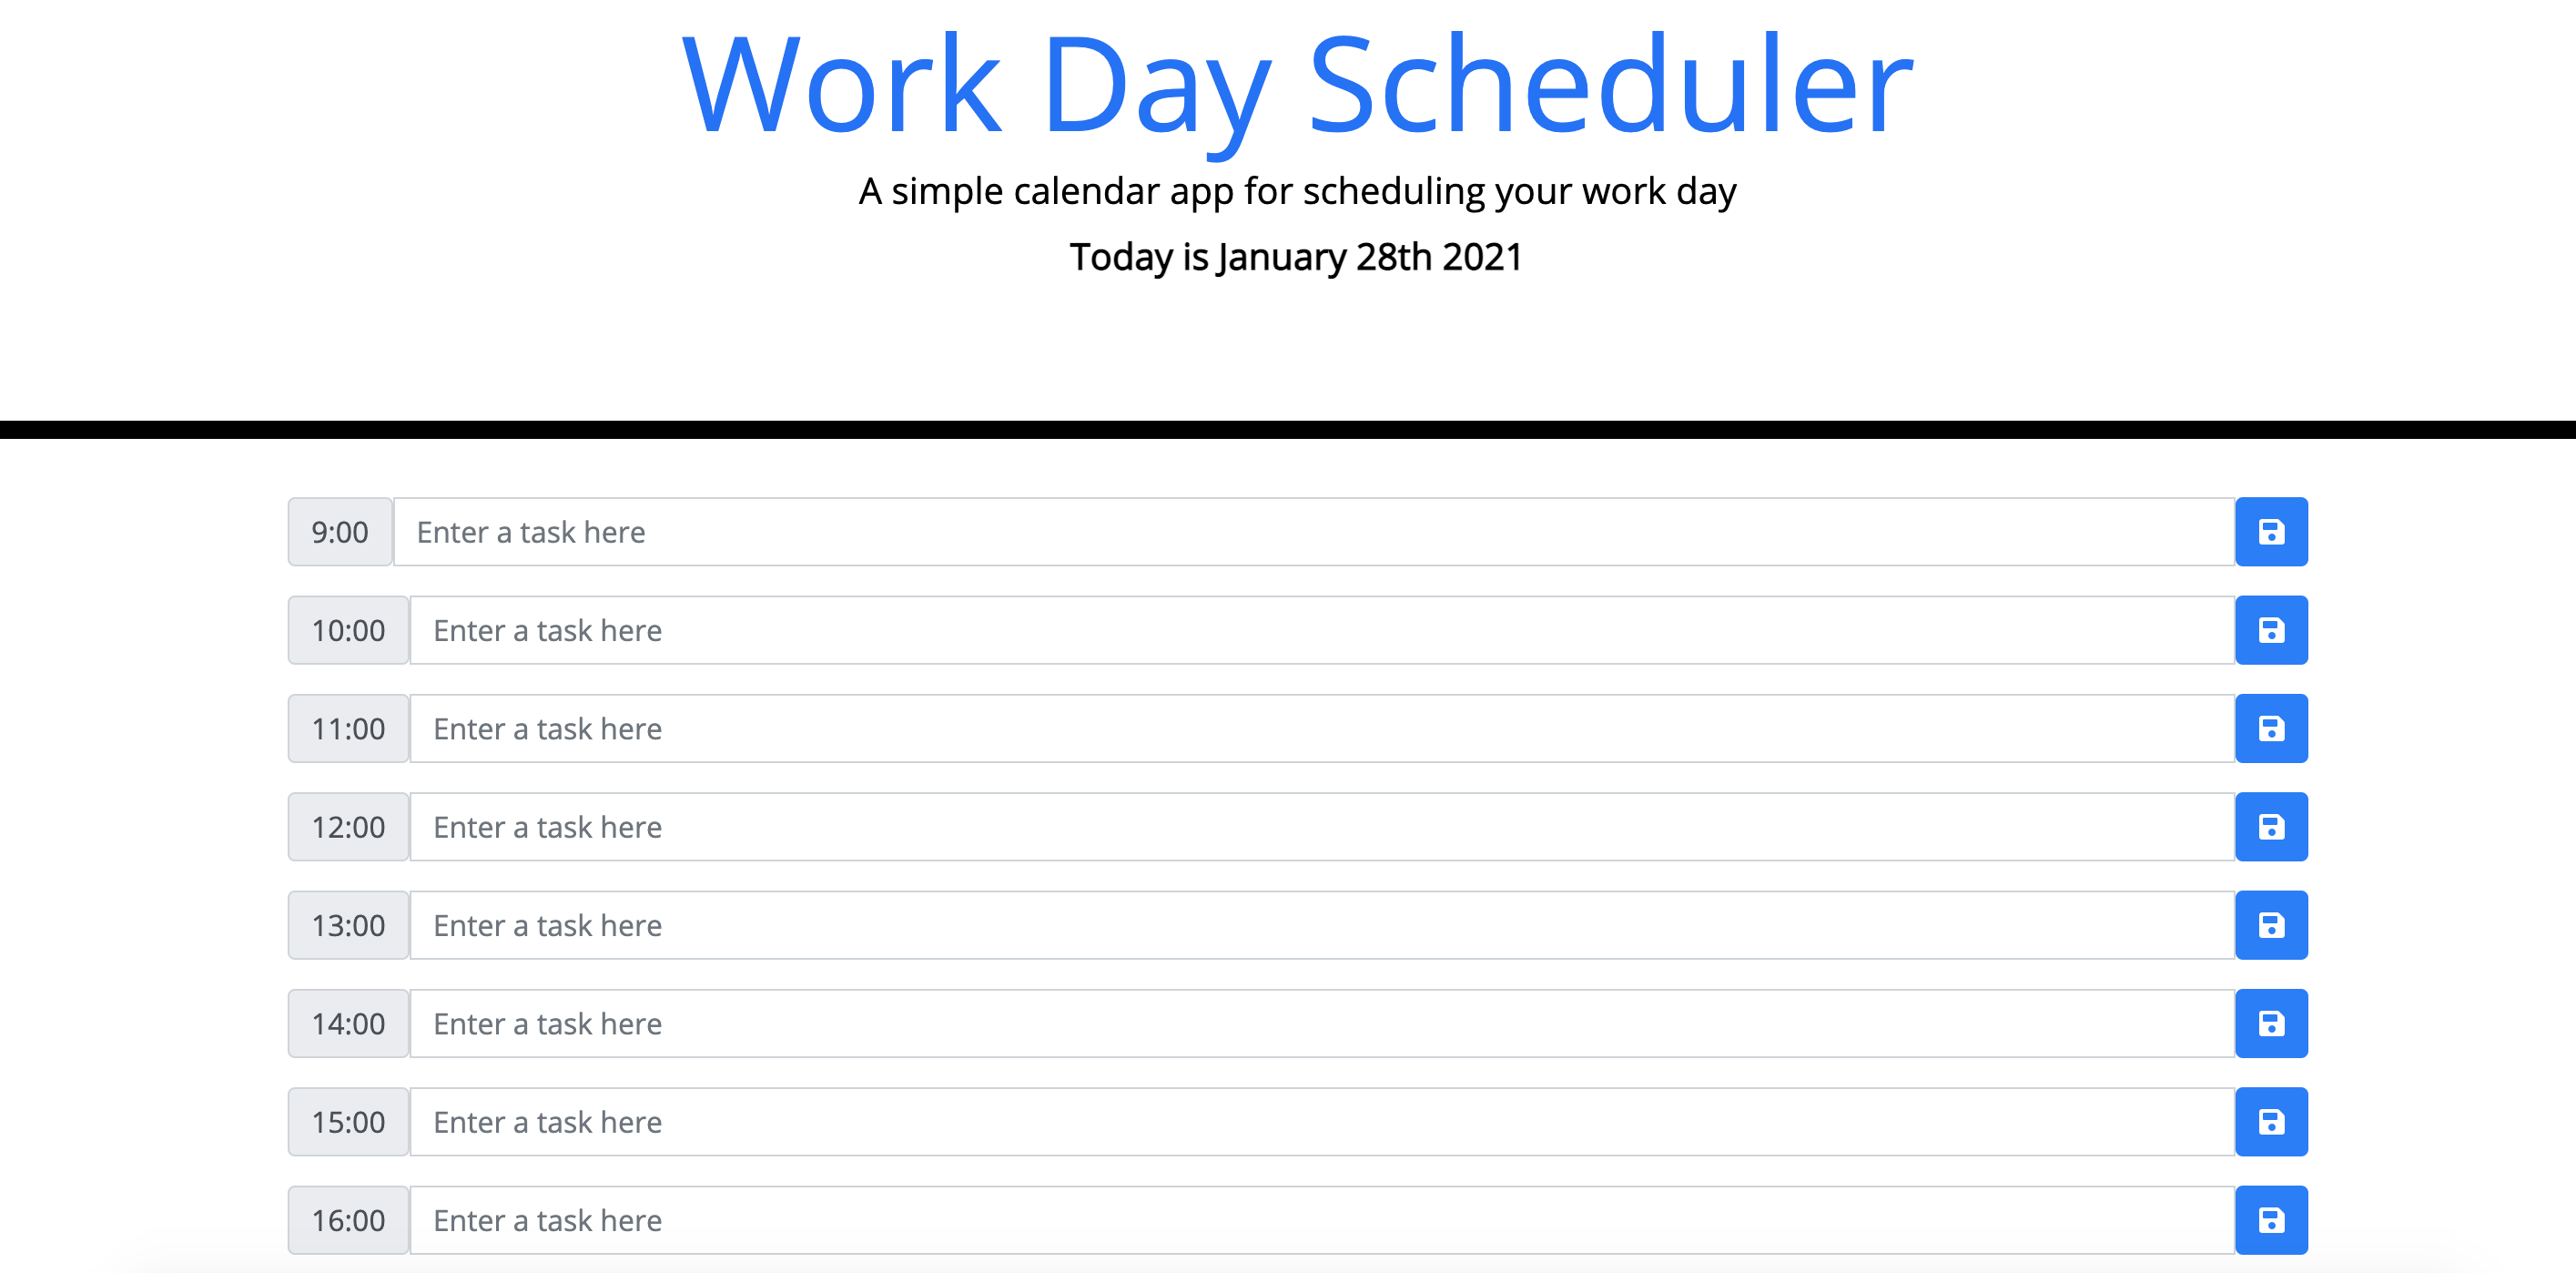 Work Day Scheduler
A simple calendar app for scheduling your work day
Today is January 28th 2021
9:00 Enter a task here
10:00 Enter a task here
11:00 Enter a task here
12:00 Enter a task here
13:00 Enter a task here
14:00 Enter a task here
15:00 Enter a task here
16:00 Enter a task here